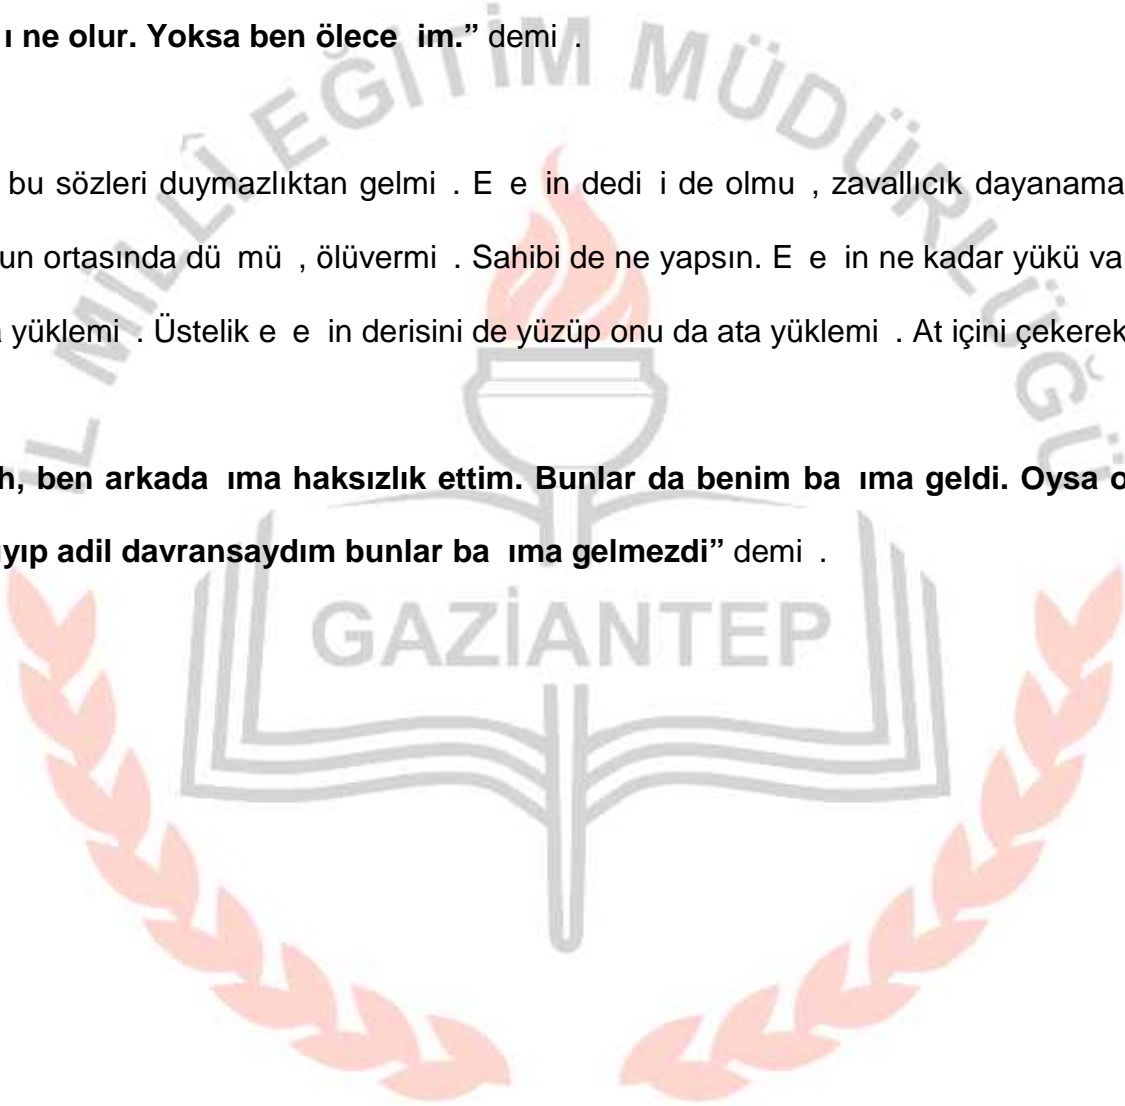 ı ne olur. Yoksa ben ölece im.” demi .
bu sözleri duymazlıktan gelmi . E e in dedi i de olmu , zavallıcık dayanama
un ortasında dü mü , ölüvermi . Sahibi de ne yapsın. E e in ne kadar yükü va
a yüklemi . Üstelik e e in derisini de yüzüp onu da ata yüklemi . At içini çekerek
h, ben arkada ıma haksızlık ettim. Bunlar da benim ba ıma geldi. Oysa o
yıp adil davransaydım bunlar ba ıma gelmezdi” demi .
İL MİLLÎ EĞİTİM MÜDÜRLÜĞÜ
GAZİANTEP